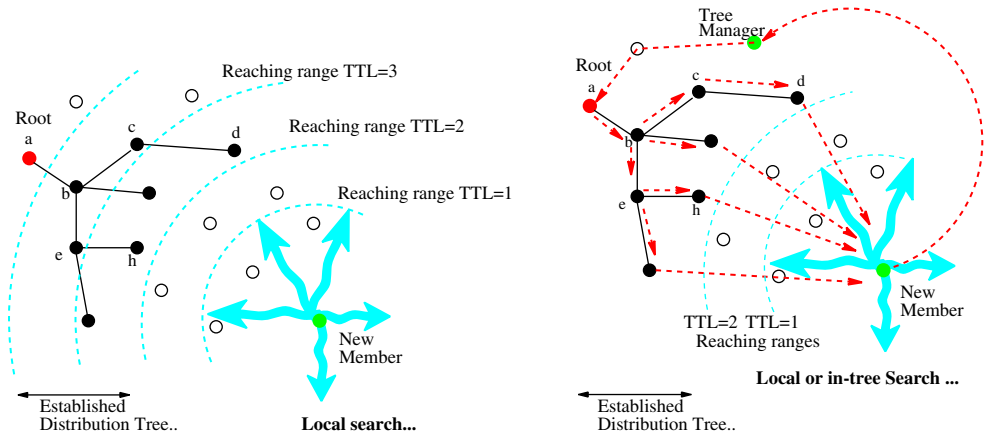 Reaching range TTL=3
Root
a
c
d
Reaching range TTL=2
b
Reaching range TTL=1
e
h
New
Member
Established
Distribution Tree..
Local search...
Tree
Manager
Root
a
c
d
b
e
h
New
Member
TTL=2 TTL=1
Reaching ranges
Local or in-tree Search ...
Established
Distribution Tree..